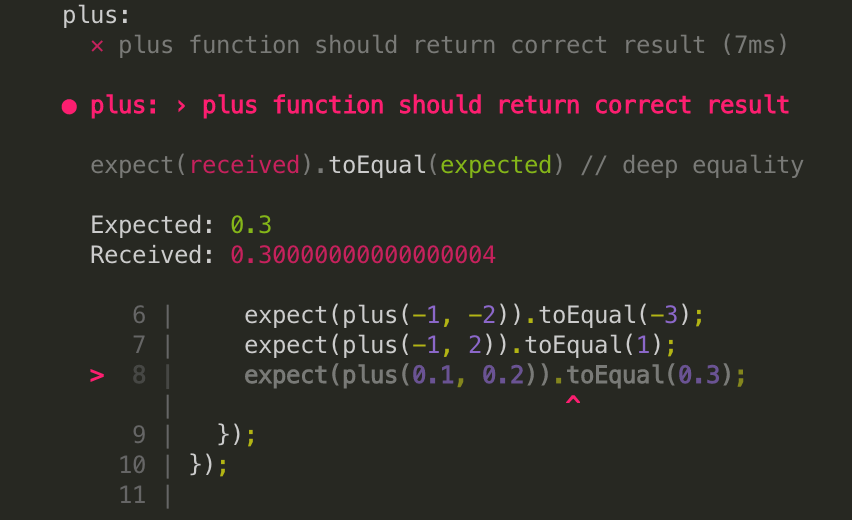 plus:
✕ plus function should return correct result (7ms)
● plus: › plus function should return correct result
expect(received).toEqual(expected) // deep equality
Expected: 0.3
Received: 0.30000000000000004
6 |     expect(plus(-1, -2)).toEqual(-3);
7 |     expect(plus(-1, 2)).toEqual(1);
> 8 |     expect(plus(0.1, 0.2)).toEqual(0.3);
|                            ^
9 |   });
10 | });
11 |